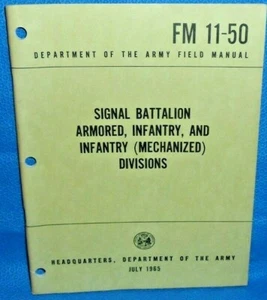 FM 11-50
DEPARTMENT OF THE ARMY FIELD MANUAL
SIGNAL BATTALION
ARMORED, INFANTRY, AND
INFANTRY (MECHANIZED)
DIVISIONS
HEADQUARTERS, DEPARTMENT OF THE ARMY
JULY 1965